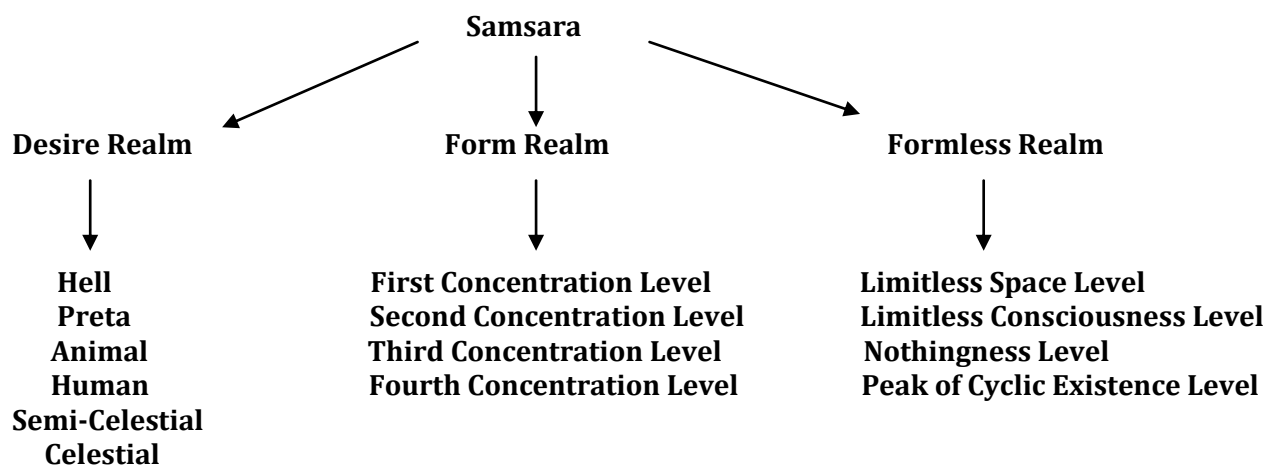 Samsara
Desire Realm Form Realm Formless Realm
Hell First Concentration Level Limitless Space Level
Preta Second Concentration Level Limitless Consciousness Level
Animal Third Concentration Level Nothingness Level
Human Fourth Concentration Level Peak of Cyclic Existence Level
Semi-Celestial
Celestial